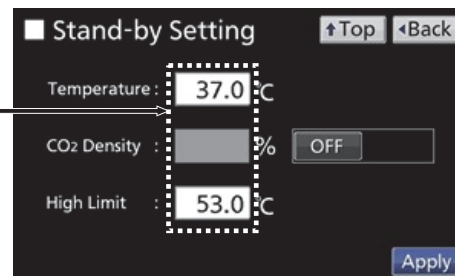 ■ Stand-by Setting ↑Top ◂Back
Temperature : 37.0 ℃
CO2 Density : % OFF
High Limit : 53.0 ℃
Apply